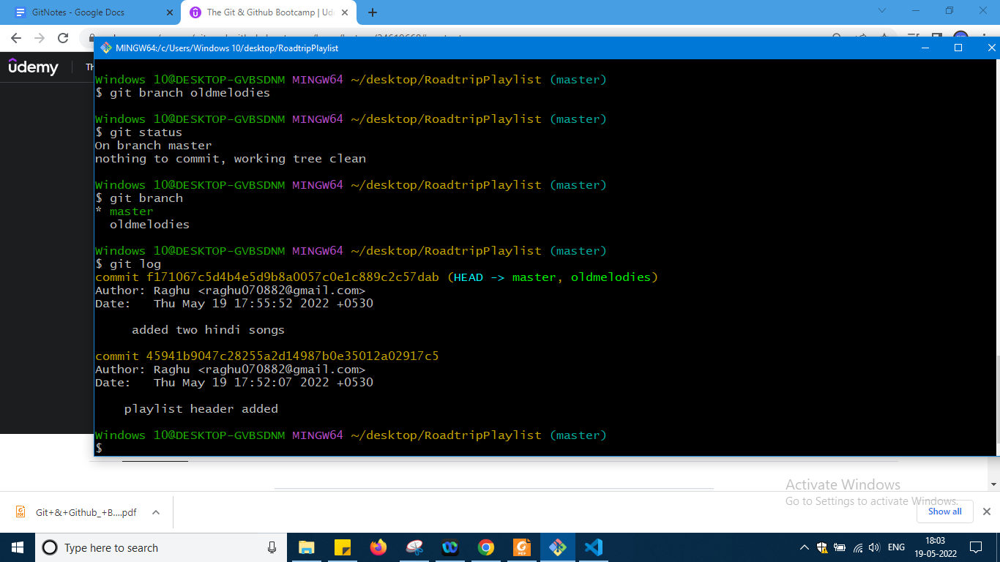 GitNotes - Google Docs
The Git & Github Bootcamp | Ude
MINGW64:/c/Users/Windows 10/desktop/RoadtripPlaylist
ûdemy
Windows 10@DESKTOP-GVBSDNM MINGW64 ~/desktop/RoadtripPlaylist (master)
$ git branch oldmelodies
Windows 10@DESKTOP-GVBSDNM MINGW64 ~/desktop/RoadtripPlaylist (master)
$ git status
On branch master
nothing to commit, working tree clean
Windows 10@DESKTOP-GVBSDNM MINGW64 ~/desktop/RoadtripPlaylist (master)
$ git branch
* master
oldmelodies
Windows 10@DESKTOP-GVBSDNM MINGW64 ~/desktop/RoadtripPlaylist (master)
$ git log
commit f171067c5d4b4e5d9b8a0057c0e1c889c2c57dab (HEAD -> master, oldmelodies)
Author: Raghu <raghu070882@gmail.com>
Date: Thu May 19 17:55:52 2022 +0530
added two hindi songs
commit 45941b9047c28255a2d14987b0e35012a02917c5
Author: Raghu <raghu070882@gmail.com>
Date: Thu May 19 17:52:07 2022 +0530
playlist header added
Windows 10@DESKTOP-GVBSDNM MINGW64 ~/desktop/RoadtripPlaylist (master)
$
Activate Windows
Go to Settings to activate Windows.
Git+&+Github_+B....pdf
Show all
Type here to search
ENG
18:03
19-05-2022